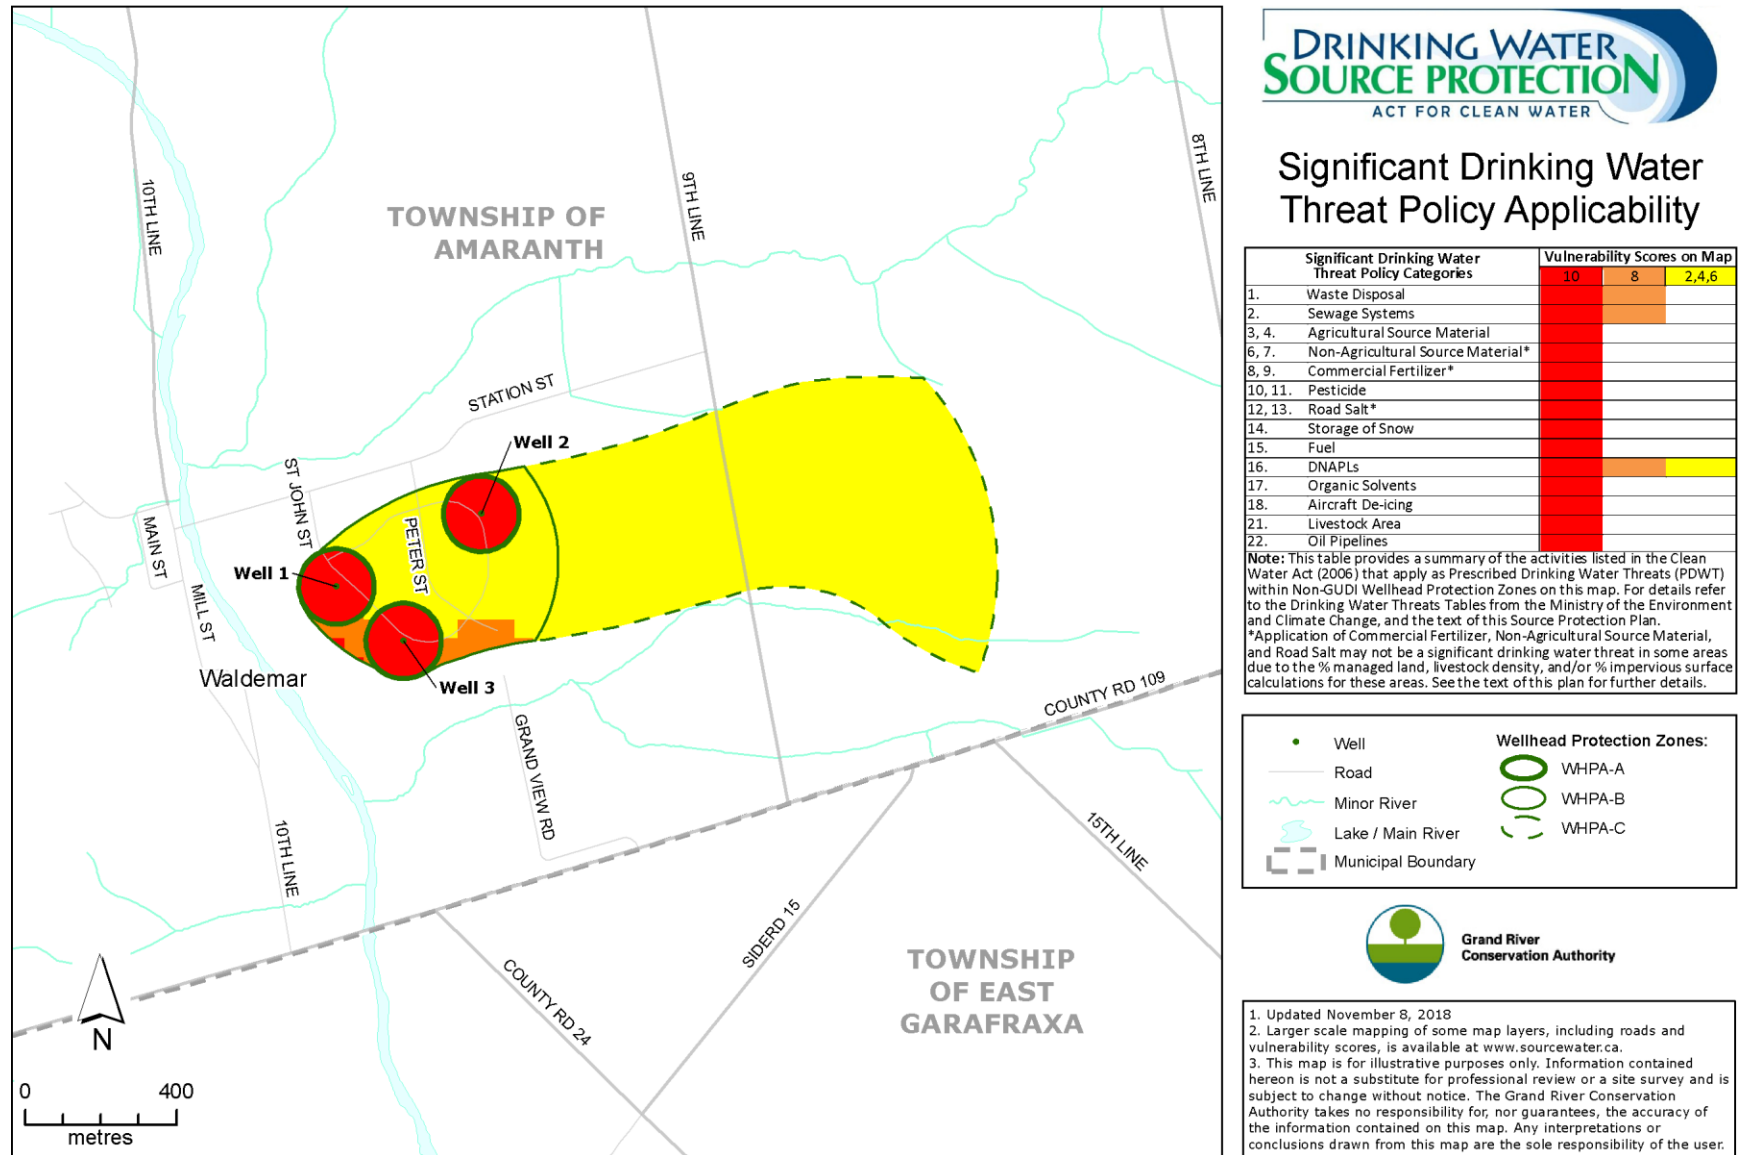 DRINKING WATER
SOURCE PROTECTION
ACT FOR CLEAN WATER
Significant Drinking Water
Threat Policy Applicability
Significant Drinking Water Threat Policy Categories
Vulnerability Scores on Map
10 8 2,4,6
1. Waste Disposal
2. Sewage Systems
3, 4. Agricultural Source Material
6, 7. Non-Agricultural Source Material*
8, 9. Commercial Fertilizer*
10, 11. Pesticide
12, 13. Road Salt*
14. Storage of Snow
15. Fuel
16. DNAPLs
17. Organic Solvents
18. Aircraft De-icing
21. Livestock Area
22. Oil Pipelines
Note: This table provides a summary of the activities listed in the Clean
Water Act (2006) that apply as Prescribed Drinking Water Threats (PDWT)
within Non-GUDI Wellhead Protection Zones on this map. For details refer
to the Drinking Water Threats Tables from the Ministry of the Environment
and Climate Change, and the text of this Source Protection Plan.
*Application of Commercial Fertilizer, Non-Agricultural Source Material,
and Road Salt may not be a significant drinking water threat in some areas
due to the % managed land, livestock density, and/or % impervious surface
calculations for these areas. See the text of this plan for further details.
Well
Road
Minor River
Lake / Main River
Municipal Boundary
Wellhead Protection Zones:
WHPA-A
WHPA-B
WHPA-C
Grand River
Conservation Authority
1. Updated November 8, 2018
2. Larger scale mapping of some map layers, including roads and
vulnerability scores, is available at www.sourcewater.ca.
3. This map is for illustrative purposes only. Information contained
hereon is not a substitute for professional review or a site survey and is
subject to change without notice. The Grand River Conservation
Authority takes no responsibility for, nor guarantees, the accuracy of
the information contained on this map. Any interpretations or
conclusions drawn from this map are the sole responsibility of the user.
10TH LINE
TOWNSHIP OF
AMARANTH
9TH LINE
8TH LINE
STATION ST
Well 2
ST JOHN ST
PETER ST
MAIN ST
Well 1
MILL ST
Waldemar
Well 3
GRAND VIEW RD
COUNTY RD 109
10TH LINE
15TH LINE
SIDERD 15
COUNTY RD 24
TOWNSHIP
OF EAST
GARAFRAXA
N
0 400
metres